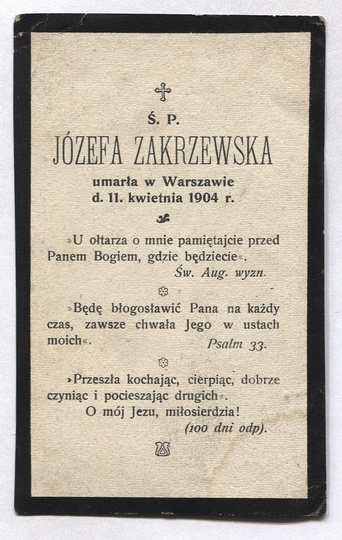 Ś. P.
JÓZEFA ZAKRZEWSKA
umarła w Warszawie
d. 11. kwietnia 1904 r.
»U ołtarza o mnie pamiętajcie przed
Panem Bogiem, gdzie będziecie«.
Św. Aug. wyzn.
»Będę błogosławić Pana na każdy
czas, zawsze chwała Jego w ustach
moich«. Psalm 33.
»Przeszła kochając, cierpiąc, dobrze
czyniąc i pocieszając drugich«.
O mój Jezu, miłosierdzia!
(100 dni odp).